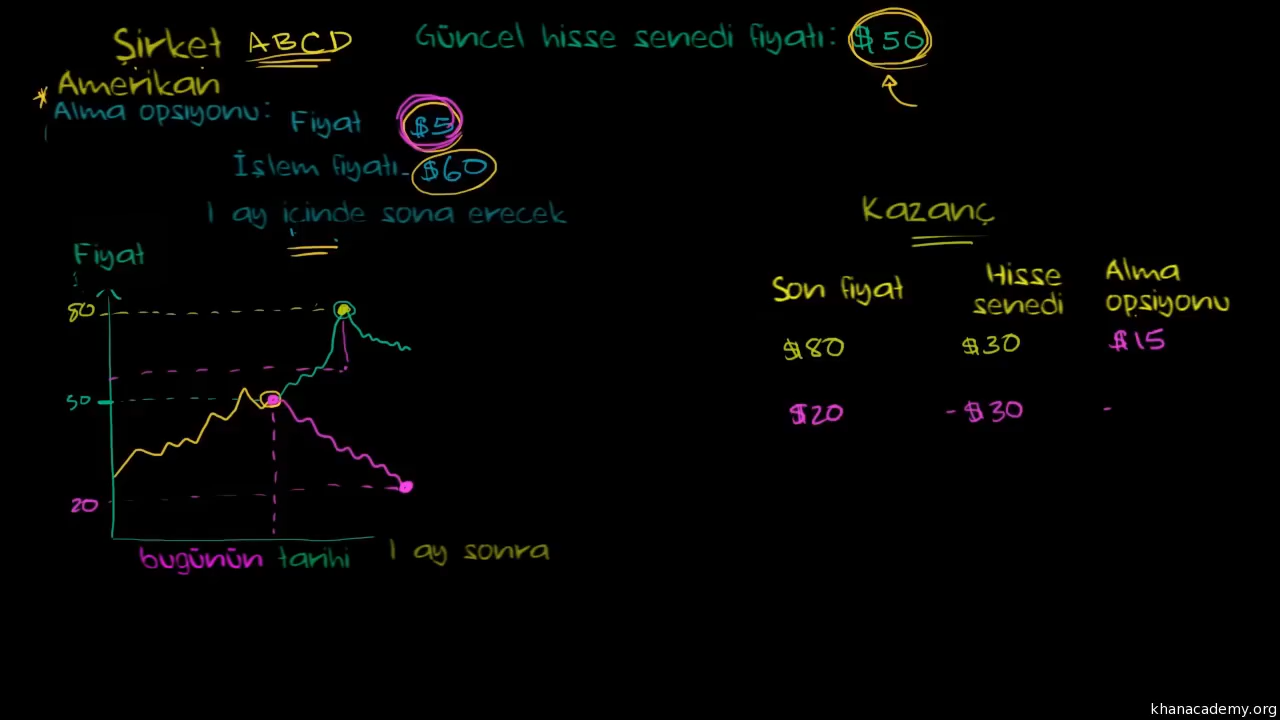 Şirket ABCD
Güncel hisse senedi fiyatı: $50
* Amerikan
Alma opsiyonu: Fiyat $5
İşlem fiyatı - $60
1 ay içinde sona erecek
Kazanç
Son fiyat Hisse senedi Alma opsiyonu
$80 $30 $15
$20 - $30 -
Fiyat
80
50
20
bugünün tarihi 1 ay sonra
khanacademy.org